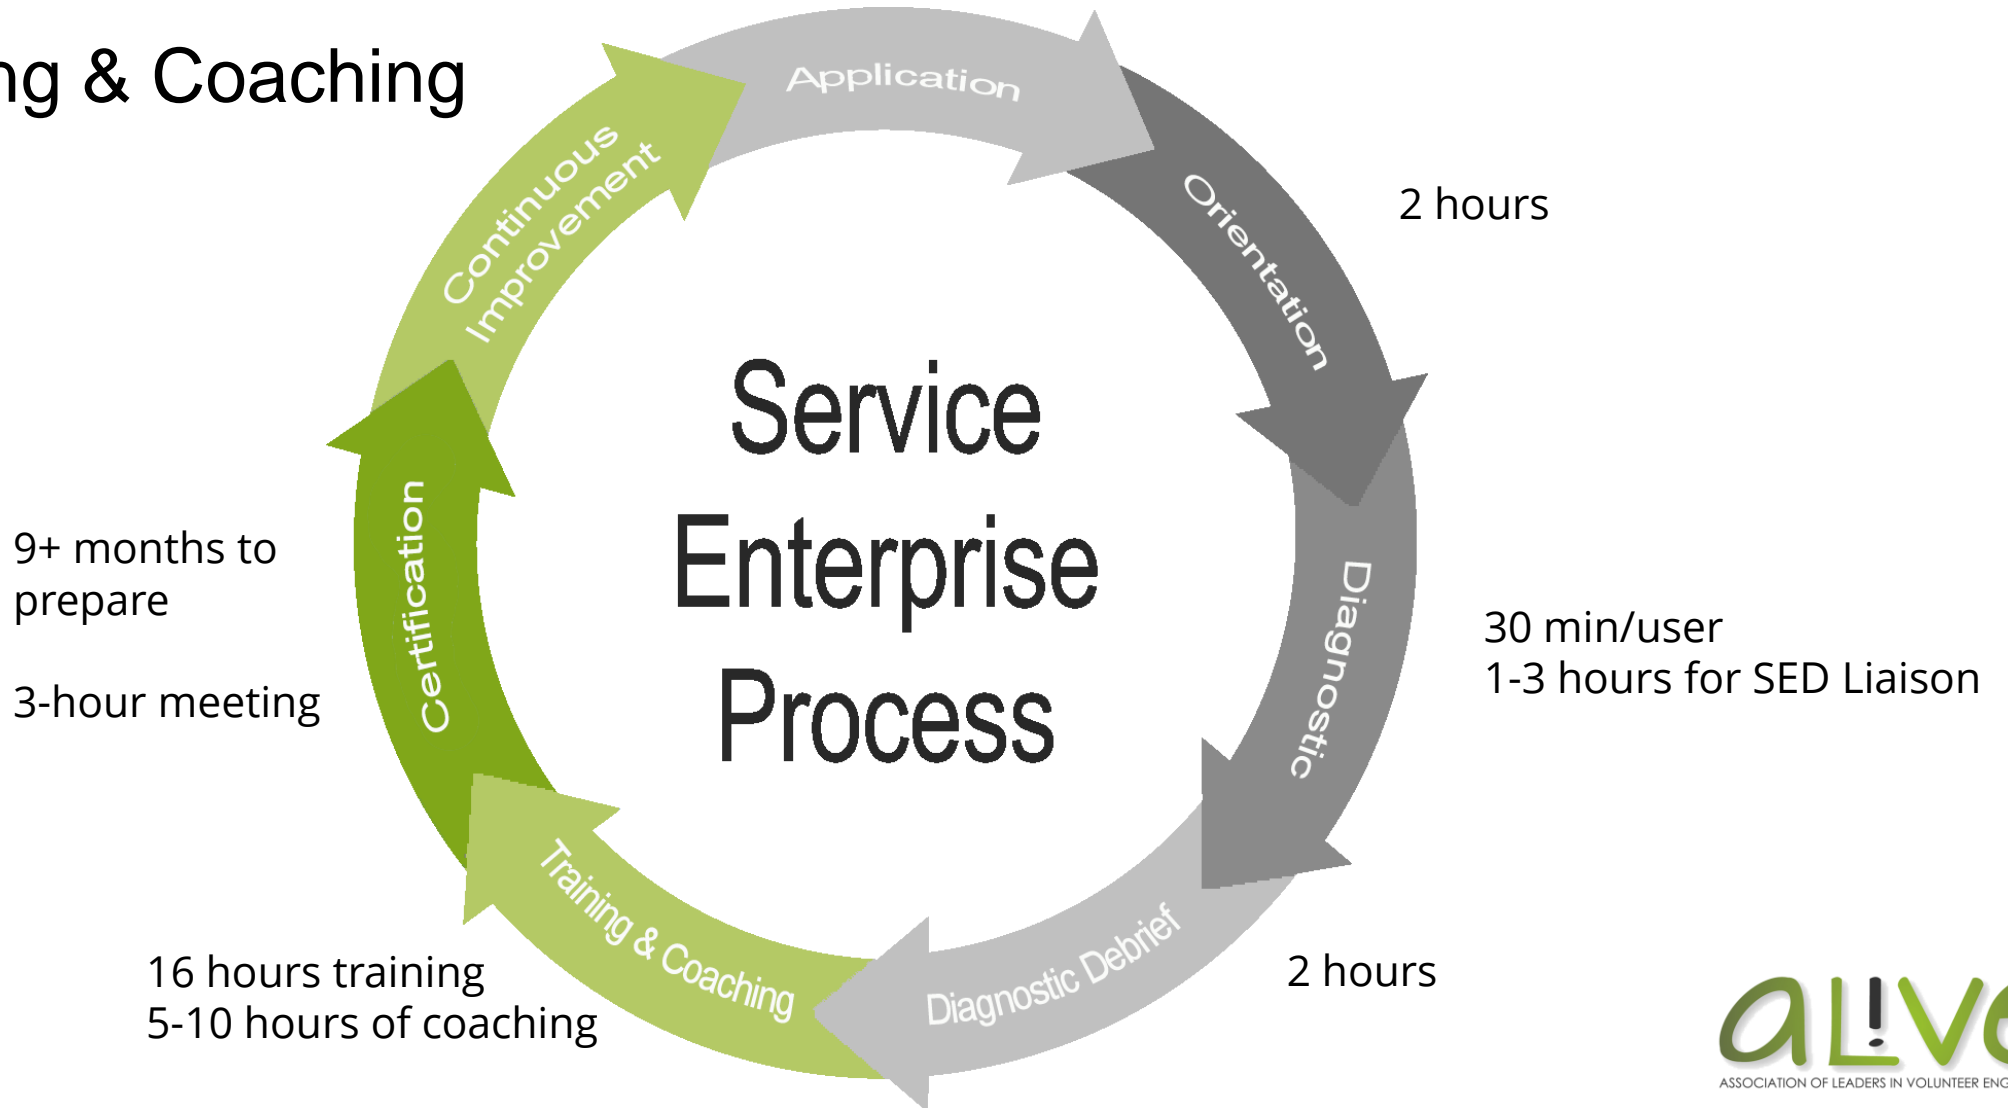 ng & Coaching
Application
Orientation
2 hours
Diagnostic
30 min/user
1-3 hours for SED Liaison
Diagnostic Debrief
2 hours
Training & Coaching
16 hours training
5-10 hours of coaching
Certification
9+ months to
prepare
3-hour meeting
Continuous
Improvement
Service
Enterprise
Process
aL!Ve
ASSOCIATION OF LEADERS IN VOLUNTEER ENG